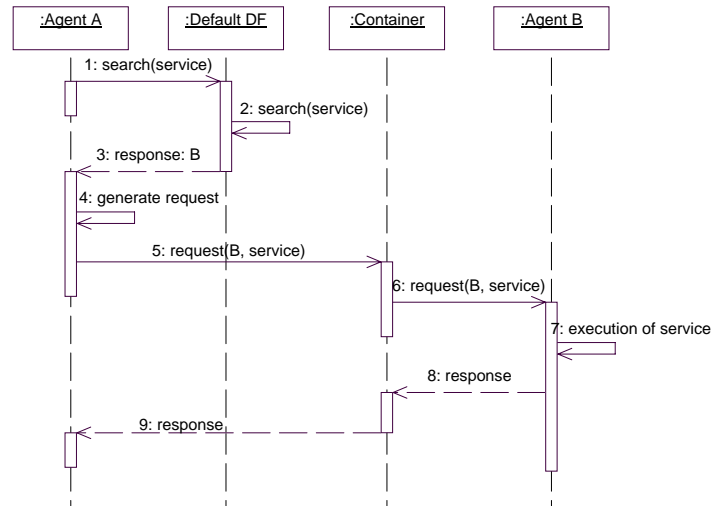 :Agent A
:Default DF
:Container
:Agent B
1: search(service)
2: search(service)
3: response: B
4: generate request
5: request(B, service)
6: request(B, service)
7: execution of service
8: response
9: response